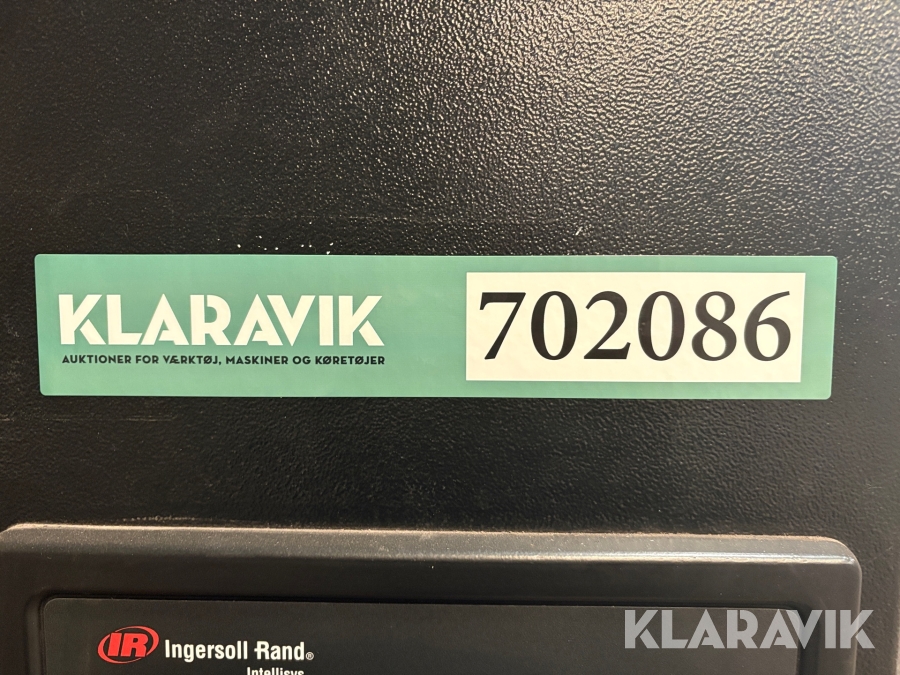 KLARAVIK
AUKTIONER FOR VÆRKTØJ, MASKINER OG KØRETØJER
702086
IR Ingersoll Rand®
Intellisys
KLARAVIK